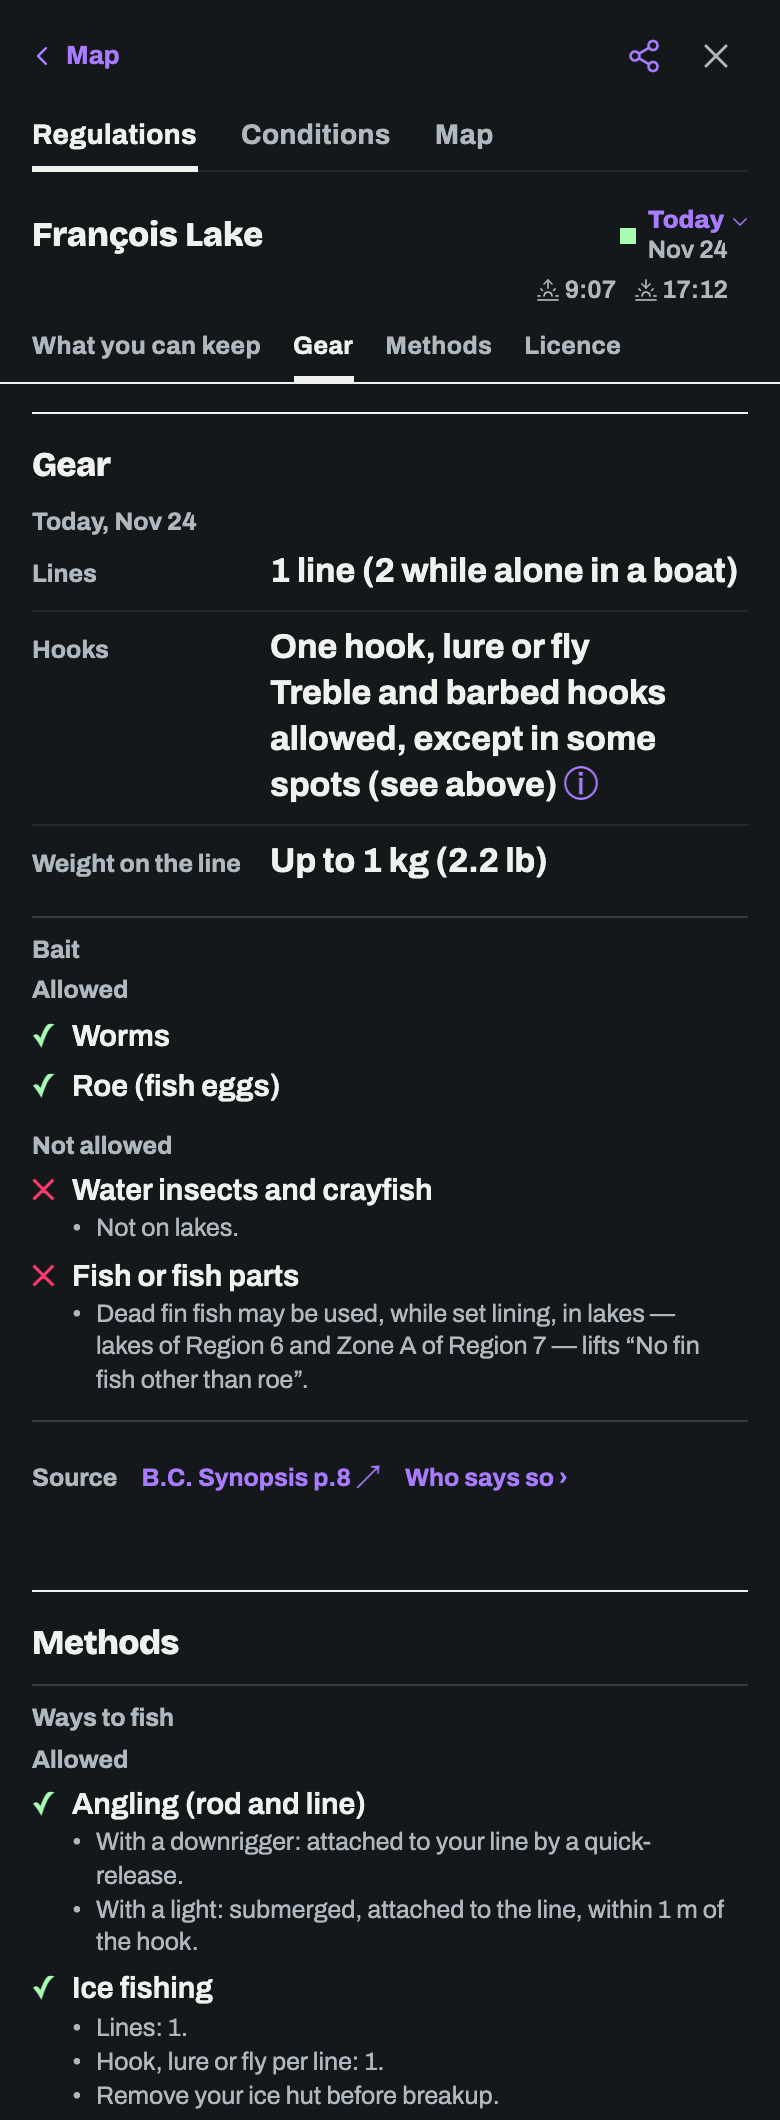 Map
Regulations Conditions Map
François Lake
Today
Nov 24
9:07 17:12
What you can keep Gear Methods Licence
Gear
Today, Nov 24
Lines 1 line (2 while alone in a boat)
Hooks One hook, lure or fly
Treble and barbed hooks
allowed, except in some
spots (see above)
Weight on the line Up to 1 kg (2.2 lb)
Bait
Allowed
✓ Worms
✓ Roe (fish eggs)
Not allowed
✕ Water insects and crayfish
• Not on lakes.
✕ Fish or fish parts
• Dead fin fish may be used, while set lining, in lakes —
lakes of Region 6 and Zone A of Region 7 — lifts “No fin
fish other than roe”.
Source B.C. Synopsis p.8 ↗ Who says so ›
Methods
Ways to fish
Allowed
✓ Angling (rod and line)
• With a downrigger: attached to your line by a quick-
release.
• With a light: submerged, attached to the line, within 1 m of
the hook.
✓ Ice fishing
• Lines: 1.
• Hook, lure or fly per line: 1.
• Remove your ice hut before breakup.